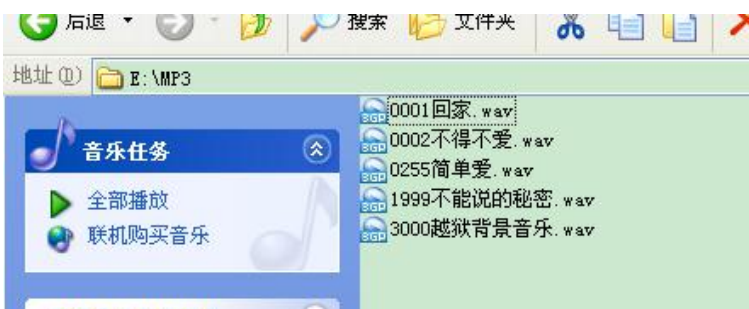 后退 搜索 文件夹
地址(D) E:\MP3
音乐任务
全部播放
联机购买音乐
0001回家.wav
0002不得不爱.wav
0255简单爱.wav
1999不能说的秘密.wav
3000越狱背景音乐.wav